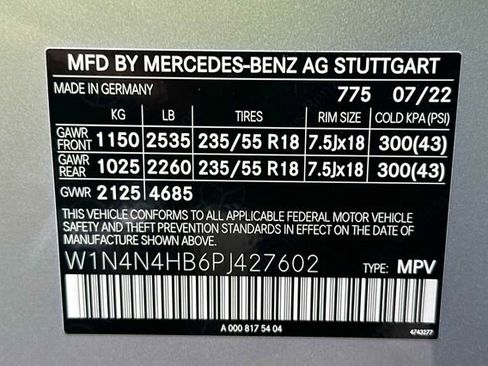 MFD BY MERCEDES-BENZ AG STUTTGART
MADE IN GERMANY 775 07/22
KG LB TIRES RIM SIZE COLD KPA (PSI)
GAWR FRONT 1150 2535 235/55 R18 7.5Jx18 300(43)
GAWR REAR 1025 2260 235/55 R18 7.5Jx18 300(43)
GVWR 2125 4685
THIS VEHICLE CONFORMS TO ALL APPLICABLE FEDERAL MOTOR VEHICLE
SAFETY AND THEFT PREVENTION STANDARDS IN EFFECT ON THE DATE
OF MANUFACTURE SHOWN ABOVE.
W1N4N4HB6PJ427602 TYPE: MPV
A 000 817 54 04 4743277